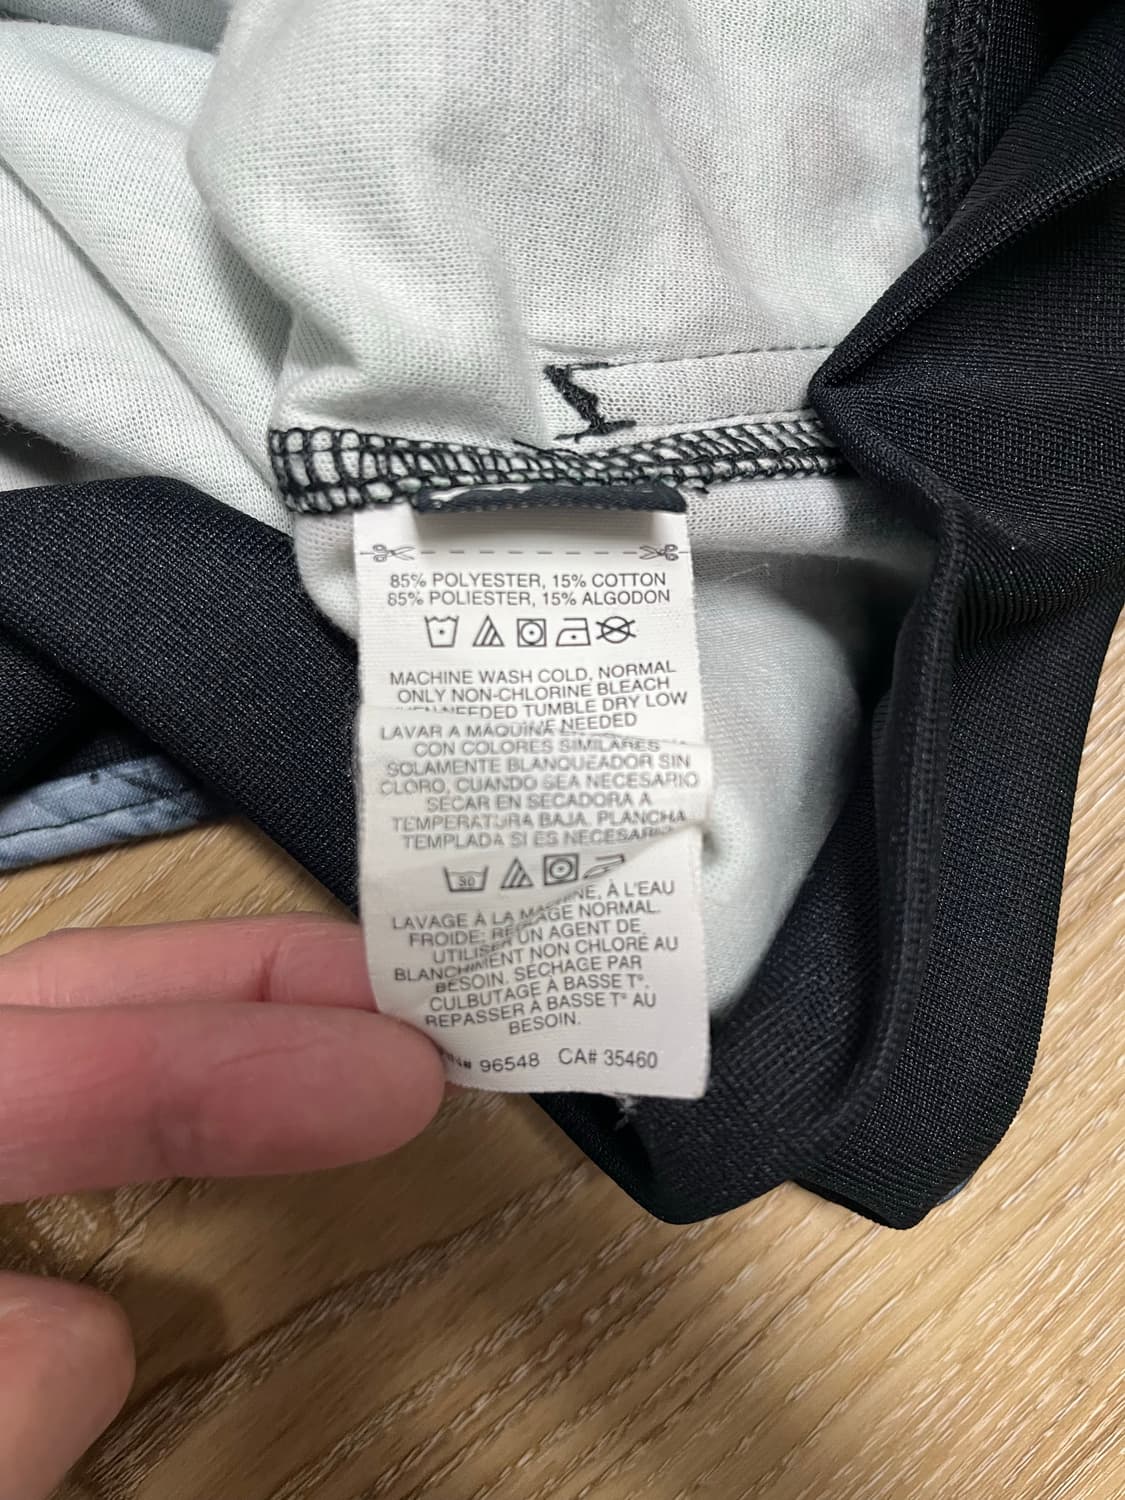 85% POLYESTER, 15% COTTON
85% POLIESTER, 15% ALGODON
MACHINE WASH COLD, NORMAL
ONLY NON-CHLORINE BLEACH
WHEN NEEDED TUMBLE DRY LOW
NEEDED
LAVAR A MAQUINA
CON COLORES SIMILARES
SOLAMENTE BLANQUEADOR SIN
CLORO, CUANDO SEA NECESARIO
SECAR EN SECADORA A
TEMPERATURA BAJA. PLANCHA
TEMPLADA SI ES NECESARIO
30
À L'EAU
LAVAGE À LA
NORMAL.
FROIDE:
UN AGENT DE
UTILISER
NON CHLORÉ AU
BLANCHIMENT
BESOIN. SECHAGE PAR
CULBUTAGE À BASSE T°.
REPASSER À BASSE T° AU
BESOIN.
96548 CA# 35460